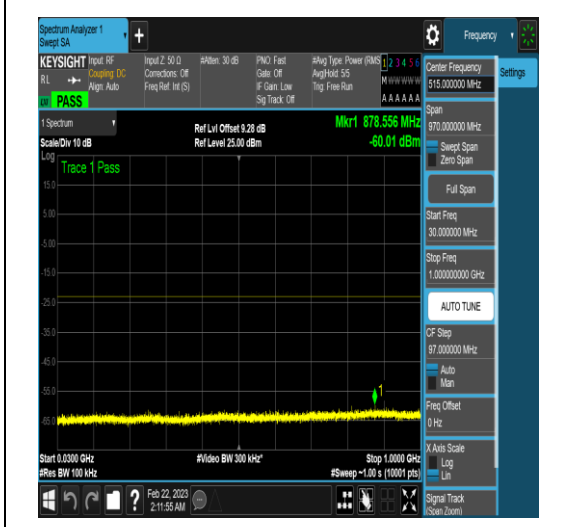 Spectrum Analyzer 1
Swept SA
Frequency
KEYSIGHT
RL
Input: RF
Coupling: DC
Align: Auto
Input Z: 50 Ω
Corrections: Off
Freq Ref: Int (S)
#Atten: 30 dB
PNO: Fast
Gate: Off
IF Gain: Low
Sig Track: Off
#Avg Type: Power (RMS
Avg|Hold: 5/5
Trig: Free Run
1 2 3 4 5 6
M W W W W W
A A A A A A
PASS
1 Spectrum
Scale/Div 10 dB
Ref Lvl Offset 9.28 dB
Ref Level 25.00 dBm
Mkr1 878.556 MHz
-60.01 dBm
Log
Trace 1 Pass
15.0
5.00
-5.00
-15.0
-25.0
-35.0
-45.0
-55.0
-65.0
1
Start 0.0300 GHz
#Res BW 100 kHz
#Video BW 300 kHz*
Stop 1.0000 GHz
#Sweep ~1.00 s (10001 pts)
Feb 22, 2023
2:11:55 AM
Center Frequency
515.000000 MHz
Settings
Span
970.000000 MHz
Swept Span
Zero Span
Full Span
Start Freq
30.000000 MHz
Stop Freq
1.000000000 GHz
AUTO TUNE
CF Step
97.000000 MHz
Auto
Man
Freq Offset
0 Hz
X Axis Scale
Log
Lin
Signal Track
(Span Zoom)